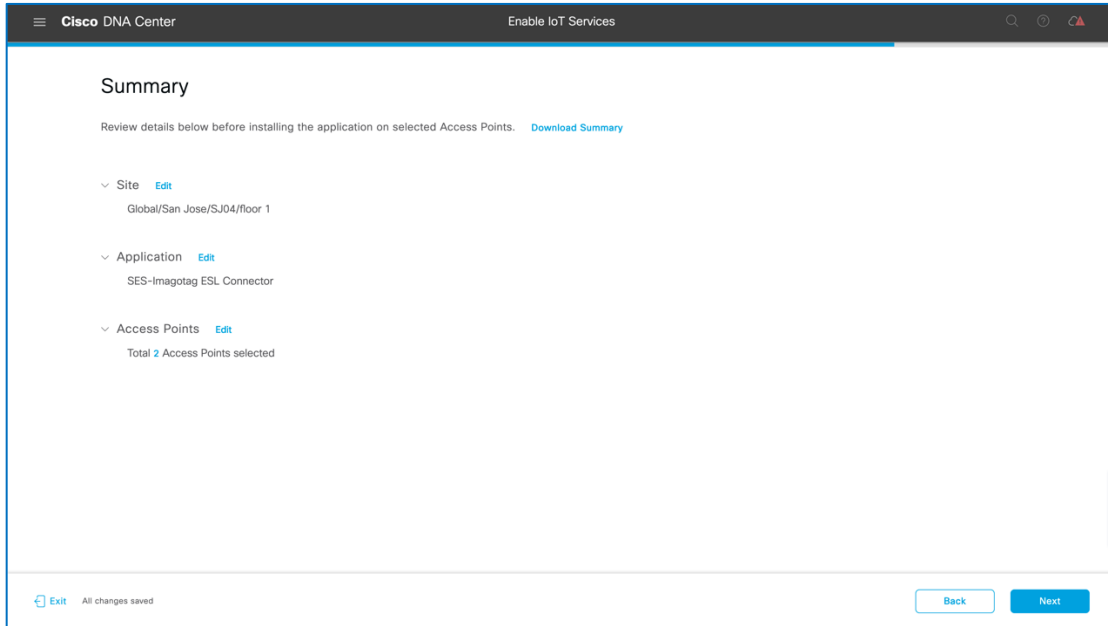 Cisco DNA Center Enable IoT Services
Summary
Review details below before installing the application on selected Access Points. Download Summary
Site Edit
Global/San Jose/SJ04/floor 1
Application Edit
SES-Imagotag ESL Connector
Access Points Edit
Total 2 Access Points selected
Exit All changes saved Back Next